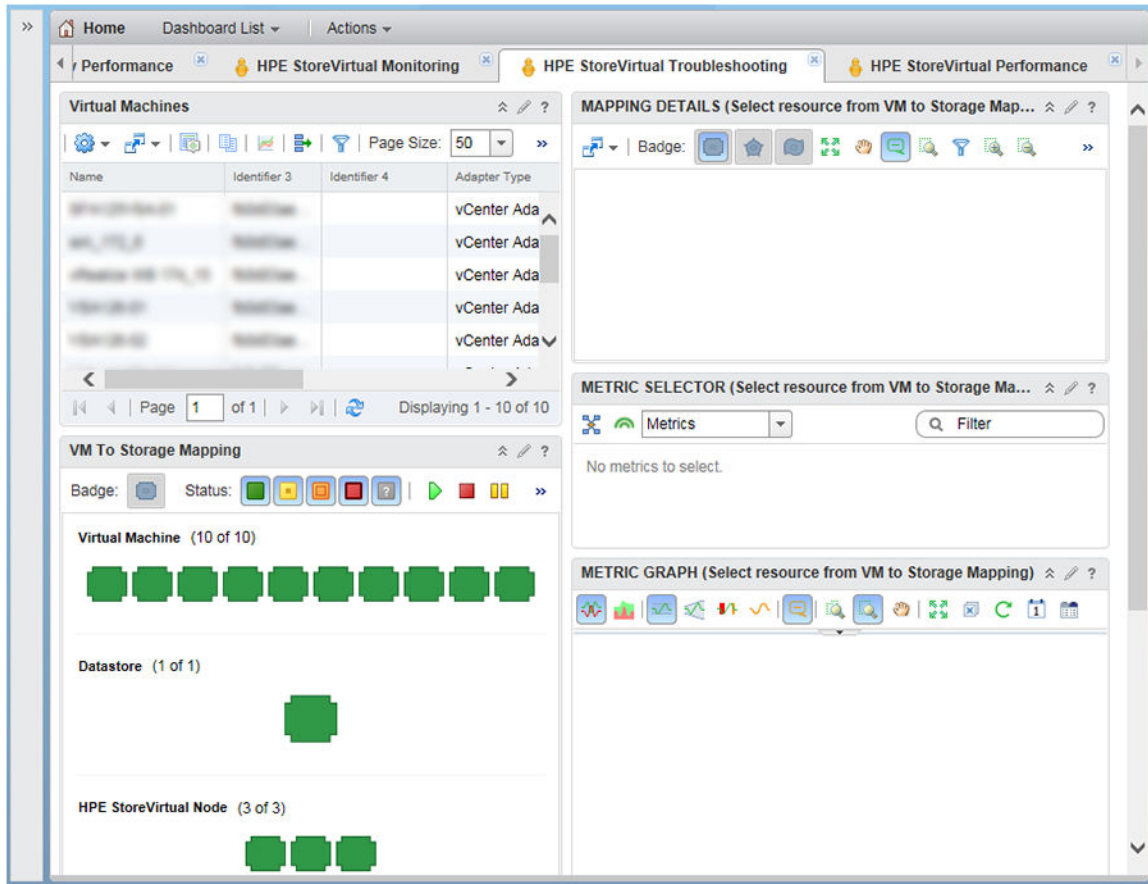 » Home Dashboard List Actions
y Performance HPE StoreVirtual Monitoring HPE StoreVirtual Troubleshooting HPE StoreVirtual Performance
Virtual Machines ?
Page Size: 50 »
Name Identifier 3 Identifier 4 Adapter Type
vCenter Ada
vCenter Ada
vCenter Ada
vCenter Ada
vCenter Ada
Page 1 of 1 Displaying 1 - 10 of 10
VM To Storage Mapping ?
Badge: Status: ? »
Virtual Machine (10 of 10)
Datastore (1 of 1)
HPE StoreVirtual Node (3 of 3)
MAPPING DETAILS (Select resource from VM to Storage Map... ?
Badge: »
METRIC SELECTOR (Select resource from VM to Storage Ma... ?
Metrics Filter
No metrics to select.
METRIC GRAPH (Select resource from VM to Storage Mapping) ?
1